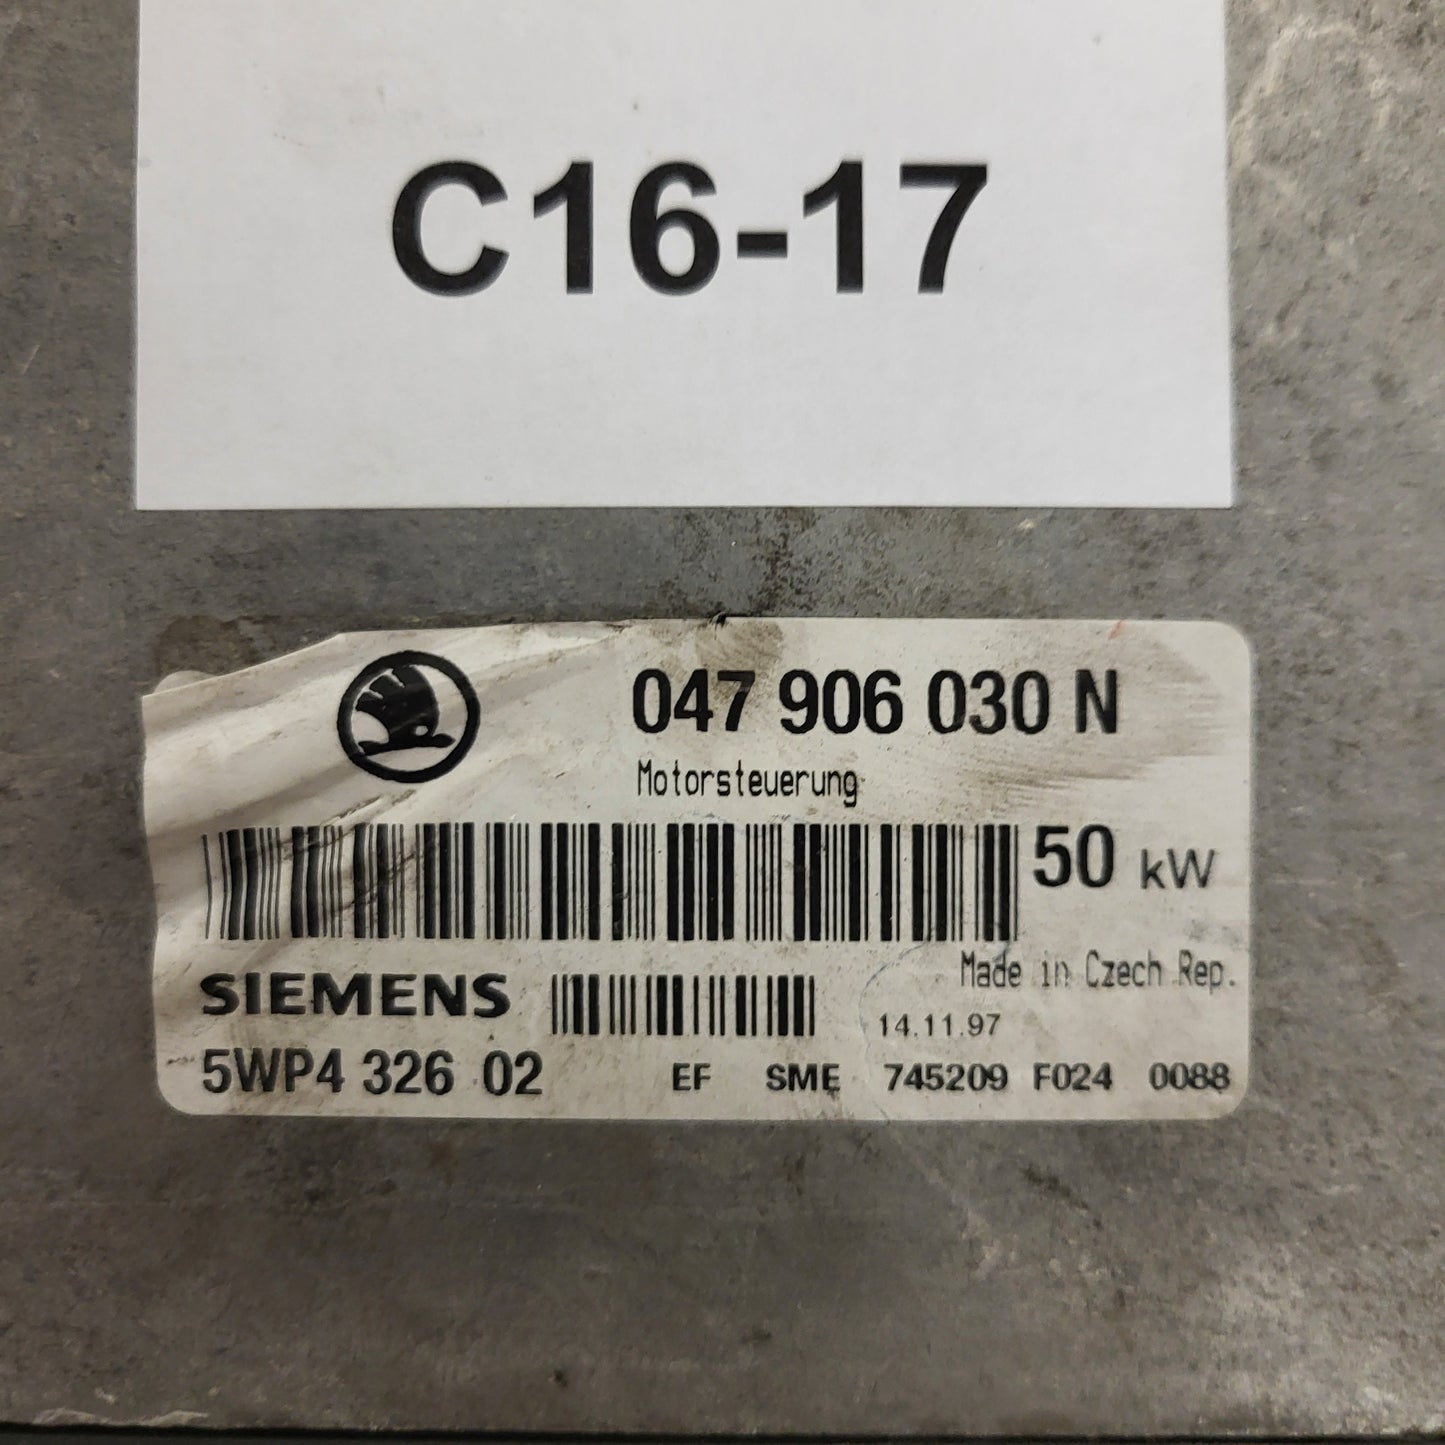 C16-17
047 906 030 N
Motorsteuerung
50 kW
Made in Czech Rep.
SIEMENS
14.11.97
5WP4 326 02 EF SME 745209 F024 0088